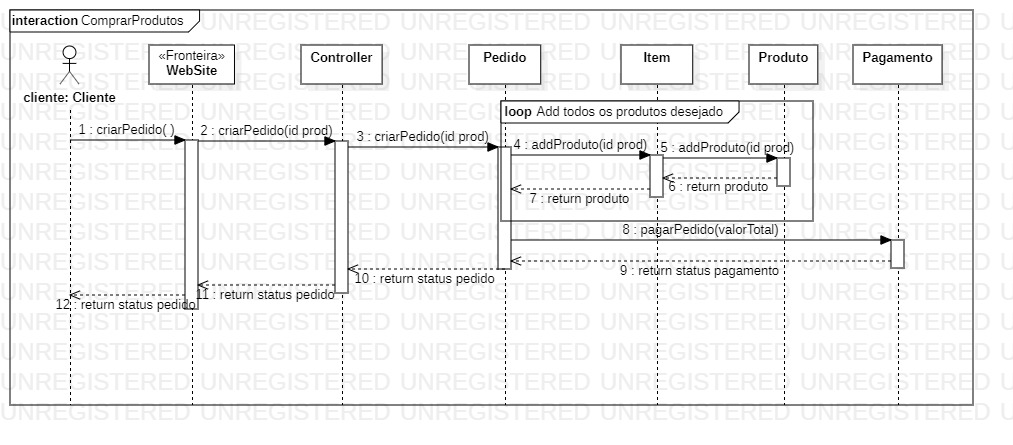 interaction ComprarProdutos
«Fronteira»
WebSite
Controller
Pedido
Item
Produto
Pagamento
cliente: Cliente
loop Add todos os produtos desejado
1 : criarPedido( )
2 : criarPedido(id prod)
3 : criarPedido(id prod)
4 : addProduto(id prod)
5 : addProduto(id prod)
6 : return produto
7 : return produto
8 : pagarPedido(valorTotal)
9 : return status pagamento
10 : return status pedido
11 : return status pedido
12 : return status pedido
UNREGISTERED UNREGISTERED UNREGISTERED UNREGISTERED UNREGISTERED